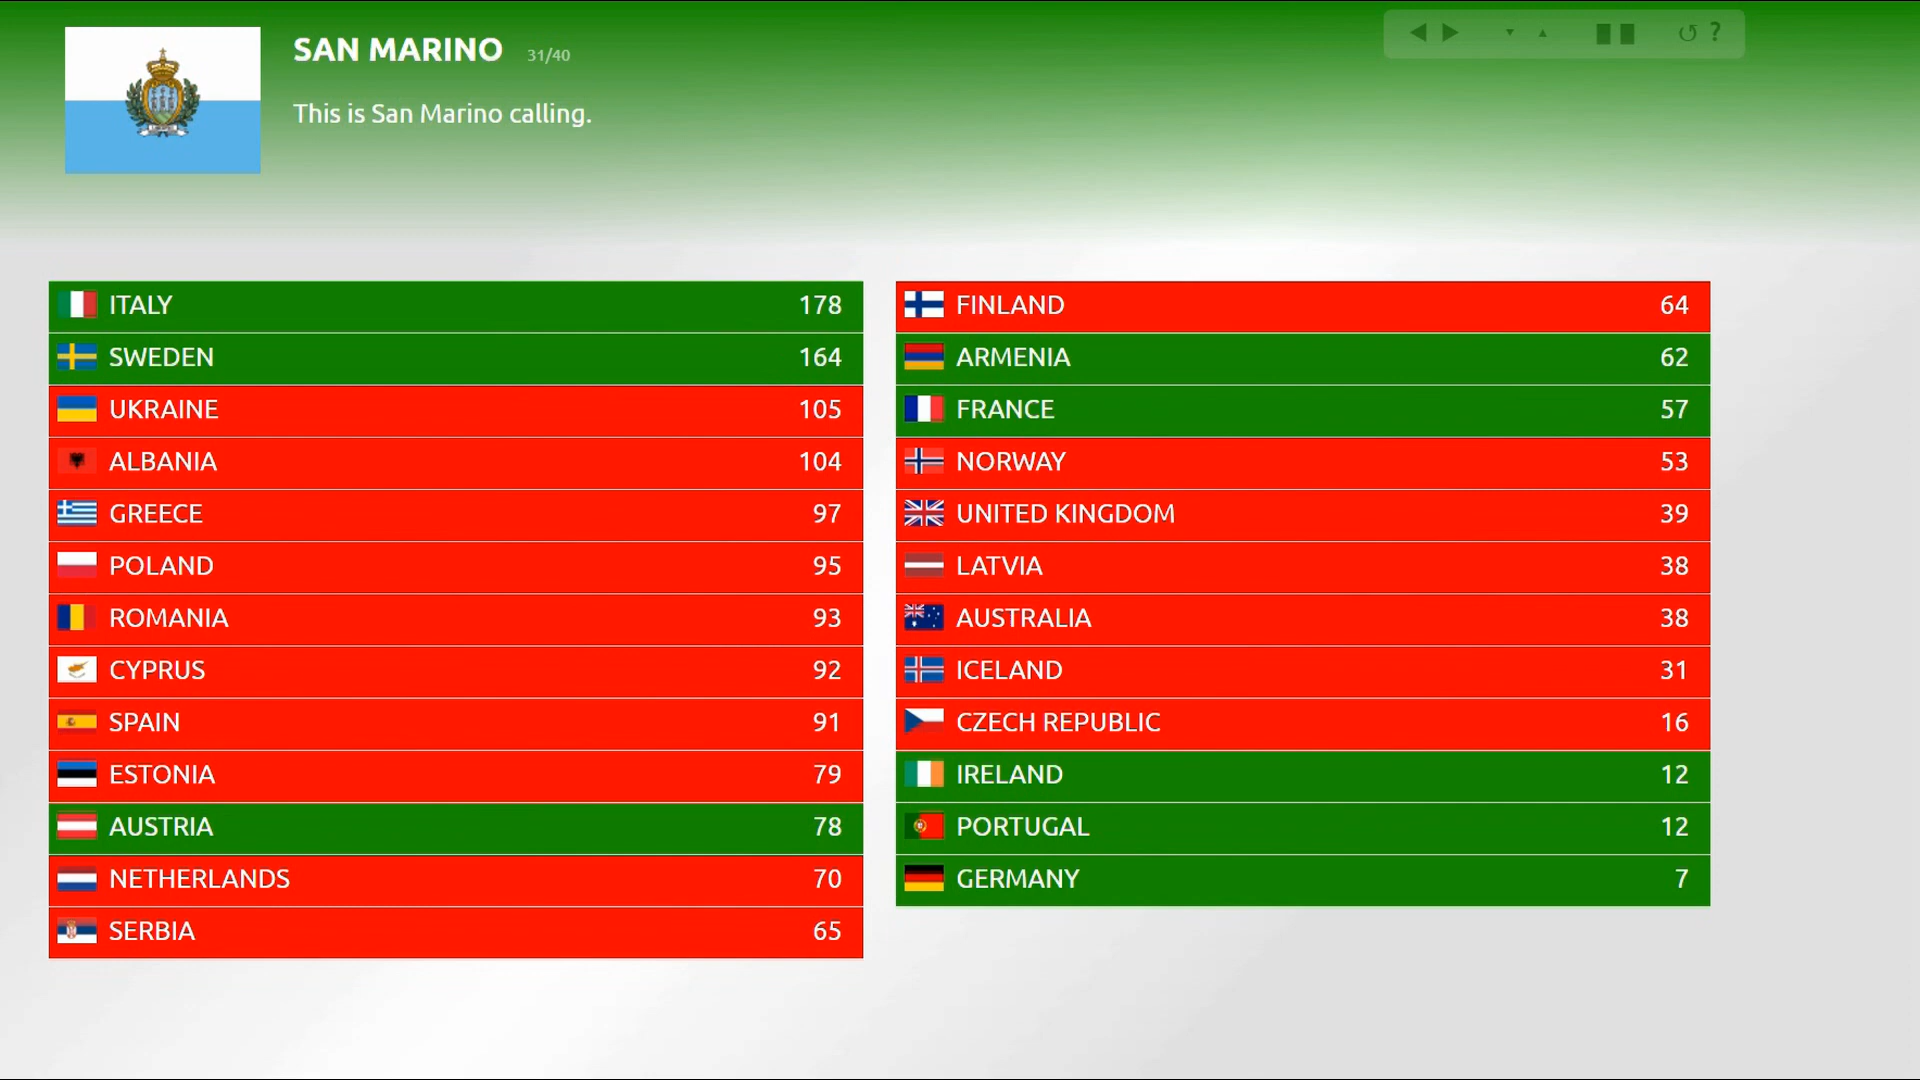 SAN MARINO 31/40
This is San Marino calling.
?
ITALY 178
SWEDEN 164
UKRAINE 105
ALBANIA 104
GREECE 97
POLAND 95
ROMANIA 93
CYPRUS 92
SPAIN 91
ESTONIA 79
AUSTRIA 78
NETHERLANDS 70
SERBIA 65
FINLAND 64
ARMENIA 62
FRANCE 57
NORWAY 53
UNITED KINGDOM 39
LATVIA 38
AUSTRALIA 38
ICELAND 31
CZECH REPUBLIC 16
IRELAND 12
PORTUGAL 12
GERMANY 7